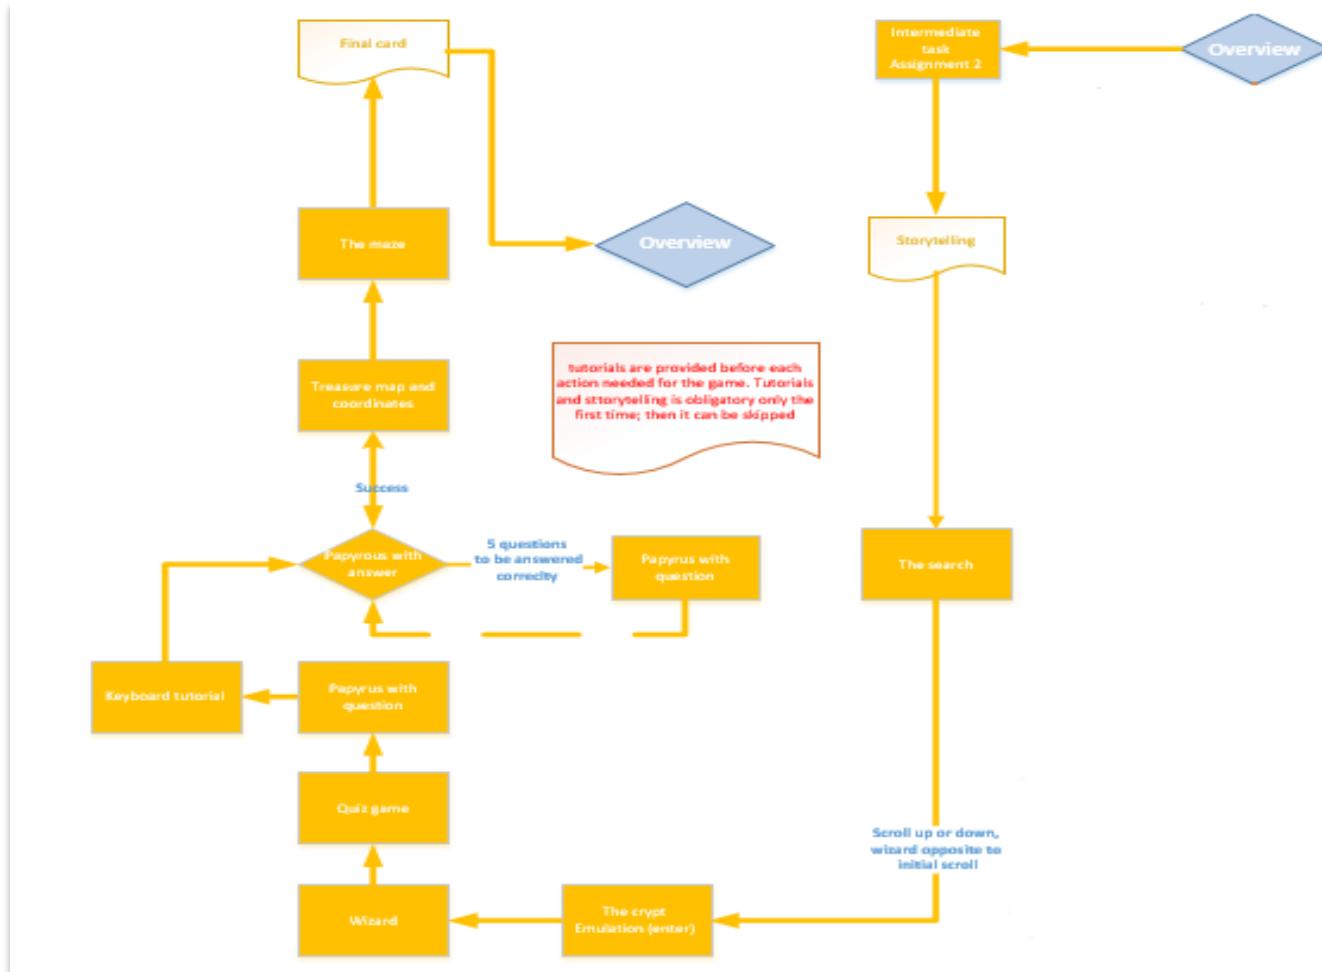 Final card
Intermediate
task
Assignment 2
Overview
The maze
Overview
Storytelling
Treasure map and
coordinates
tutorials are provided before each
action needed for the game. Tutorials
and sttorytelling is obligatory only the
first time; then it can be skipped
Success
Papyrous with
answer
5 questions
to be answered
correclty
Papyrus with
question
The search
Keyboard tutorial
Papyrus with
question
Quiz game
Scroll up or down,
wizard opposite to
initial scroll
Wizard
The crypt
Emulation (enter)